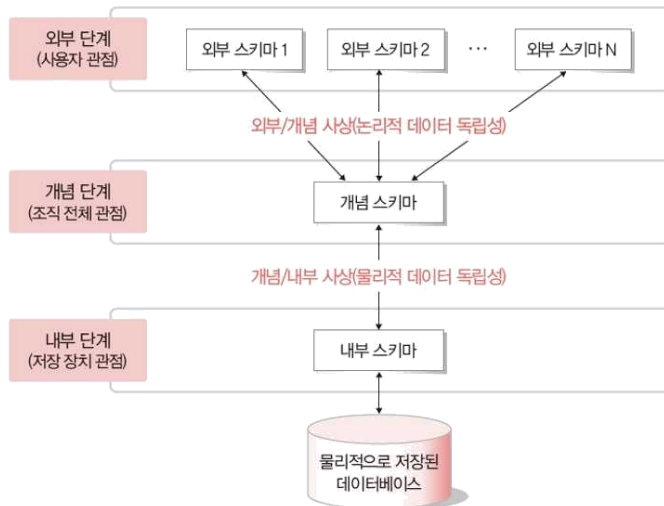 외부 단계
(사용자 관점)
외부 스키마 1
외부 스키마 2
···
외부 스키마 N
외부/개념 사상(논리적 데이터 독립성)
개념 단계
(조직 전체 관점)
개념 스키마
개념/내부 사상(물리적 데이터 독립성)
내부 단계
(저장 장치 관점)
내부 스키마
물리적으로 저장된
데이터베이스